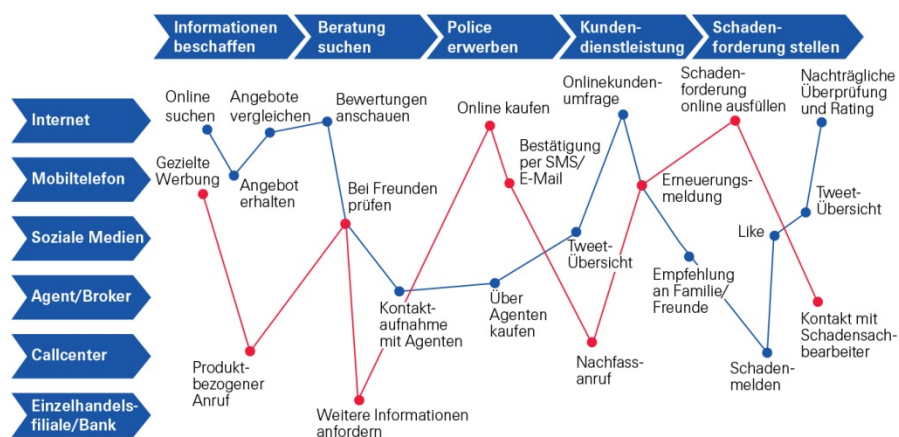 Informationen
beschaffen
Beratung
suchen
Police
erwerben
Kunden-
dienstleistung
Schaden-
forderung stellen
Internet
Mobiltelefon
Soziale Medien
Agent/Broker
Callcenter
Einzelhandels-
filiale/Bank
Online
suchen
Angebote
vergleichen
Bewertungen
anschauen
Online kaufen
Onlinekunden-
umfrage
Schaden-
forderung
online ausfüllen
Nachträgliche
Überprüfung
und Rating
Gezielte
Werbung
Angebot
erhalten
Bei Freunden
prüfen
Bestätigung
per SMS/
E-Mail
Erneuerungs-
meldung
Tweet-
Übersicht
Like
Tweet-
Übersicht
Empfehlung
an Familie/
Freunde
Kontakt-
aufnahme
mit Agenten
Über
Agenten
kaufen
Kontakt mit
Schadensach-
bearbeiter
Produkt-
bezogener
Anruf
Nachfass-
anruf
Schaden-
melden
Weitere Informationen
anfordern